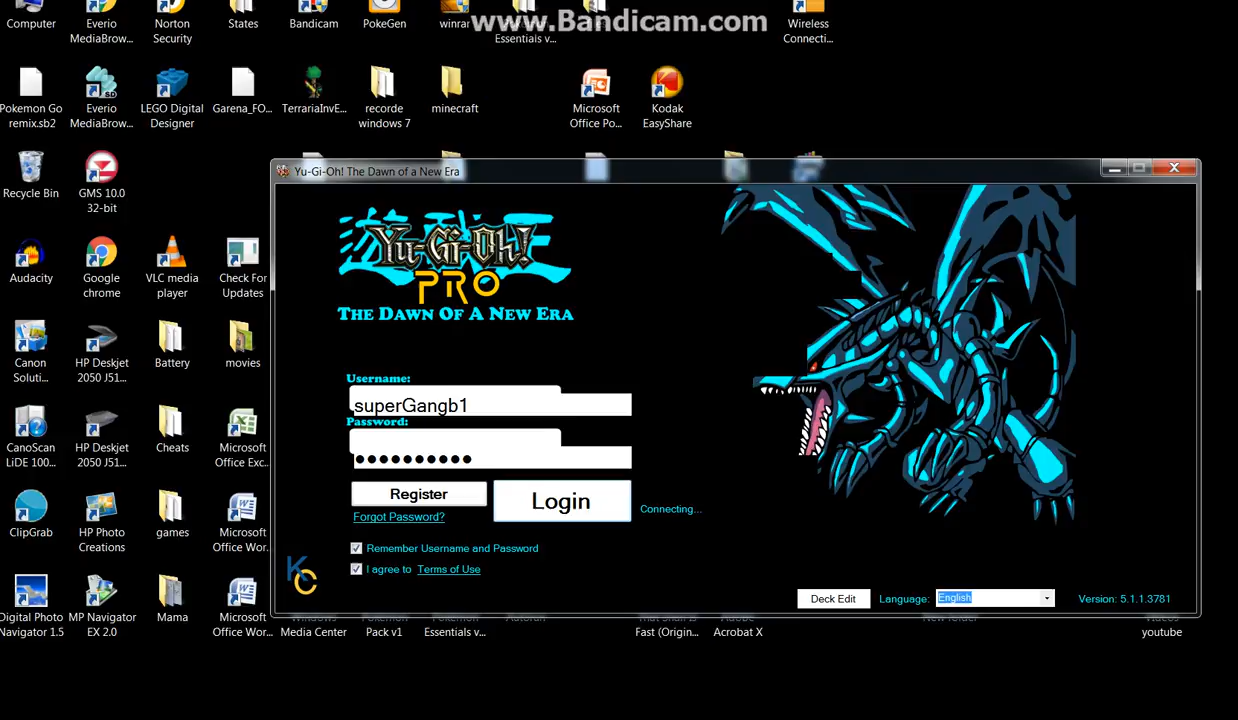 www.Bandicam.com
Computer
Everio
MediaBrow...
Norton
Security
States
Bandicam
PokeGen
winrar
Essentials v...
Wireless
Connecti...
Pokemon Go
remix.sb2
Everio
MediaBrow...
LEGO Digital
Designer
Garena_FO...
TerrariaInvE...
recorde
windows 7
minecraft
Microsoft
Office Po...
Kodak
EasyShare
Recycle Bin
GMS 10.0
32-bit
Yu-Gi-Oh! The Dawn of a New Era
Audacity
Google
chrome
VLC media
player
Check For
Updates
Yu-Gi-Oh!
PRO
THE DAWN OF A NEW ERA
Canon
Soluti...
HP Deskjet
2050 J51...
Battery
movies
Username:
superGangb1
Password:
●●●●●●●●●●
Register
Login
Connecting...
Forgot Password?
Remember Username and Password
I agree to Terms of Use
KC
Deck Edit
Language:
English
Version: 5.1.1.3781
CanoScan
LiDE 100...
HP Deskjet
2050 J51...
Cheats
Microsoft
Office Exc...
ClipGrab
HP Photo
Creations
games
Microsoft
Office Wor...
Digital Photo
Navigator 1.5
MP Navigator
EX 2.0
Mama
Microsoft
Office Wor...
Media Center
Pack v1
Essentials v...
Fast (Origin...
Acrobat X
New folder
youtube